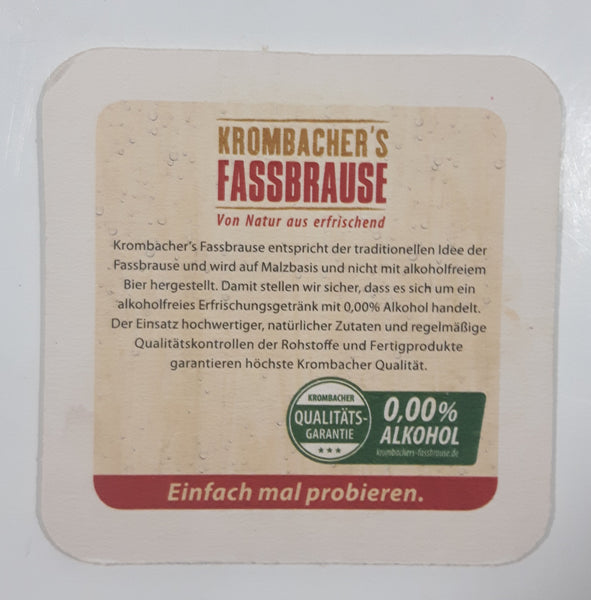 KROMBACHER'S
FASSBRAUSE
Von Natur aus erfrischend
Krombacher's Fassbrause entspricht der traditionellen Idee der
Fassbrause und wird auf Malzbasis und nicht mit alkoholfreiem
Bier hergestellt. Damit stellen wir sicher, dass es sich um ein
alkoholfreies Erfrischungsgetränk mit 0,00% Alkohol handelt.
Der Einsatz hochwertiger, natürlicher Zutaten und regelmäßige
Qualitätskontrollen der Rohstoffe und Fertigprodukte
garantieren höchste Krombacher Qualität.
KROMBACHER
QUALITÄTS-
GARANTIE
0,00%
ALKOHOL
krombachers-fassbrause.de
Einfach mal probieren.